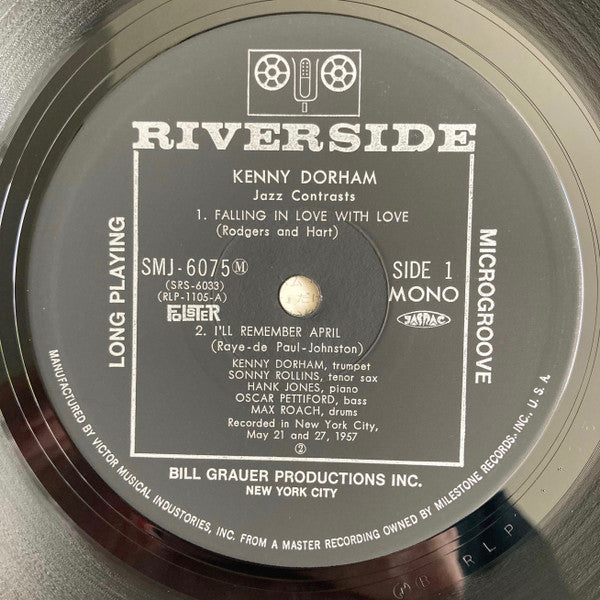 RIVERSIDE
KENNY DORHAM
Jazz Contrasts
1. FALLING IN LOVE WITH LOVE
(Rodgers and Hart)
SMJ-6075 Ⓜ
(SRS-6033)
(RLP-1105-A)
SIDE 1
MONO
JASRAC
2. I'LL REMEMBER APRIL
(Raye-de Paul-Johnston)
KENNY DORHAM, trumpet
SONNY ROLLINS, tenor sax
HANK JONES, piano
OSCAR PETTIFORD, bass
MAX ROACH, drums
Recorded in New York City,
May 21 and 27, 1957
②
LONG PLAYING
MICROGROOVE
BILL GRAUER PRODUCTIONS INC.
NEW YORK CITY
MANUFACTURED BY VICTOR MUSICAL INDUSTRIES, INC. FROM A MASTER RECORDING OWNED BY MILESTONE RECORDS, INC., U. S. A.
RLP